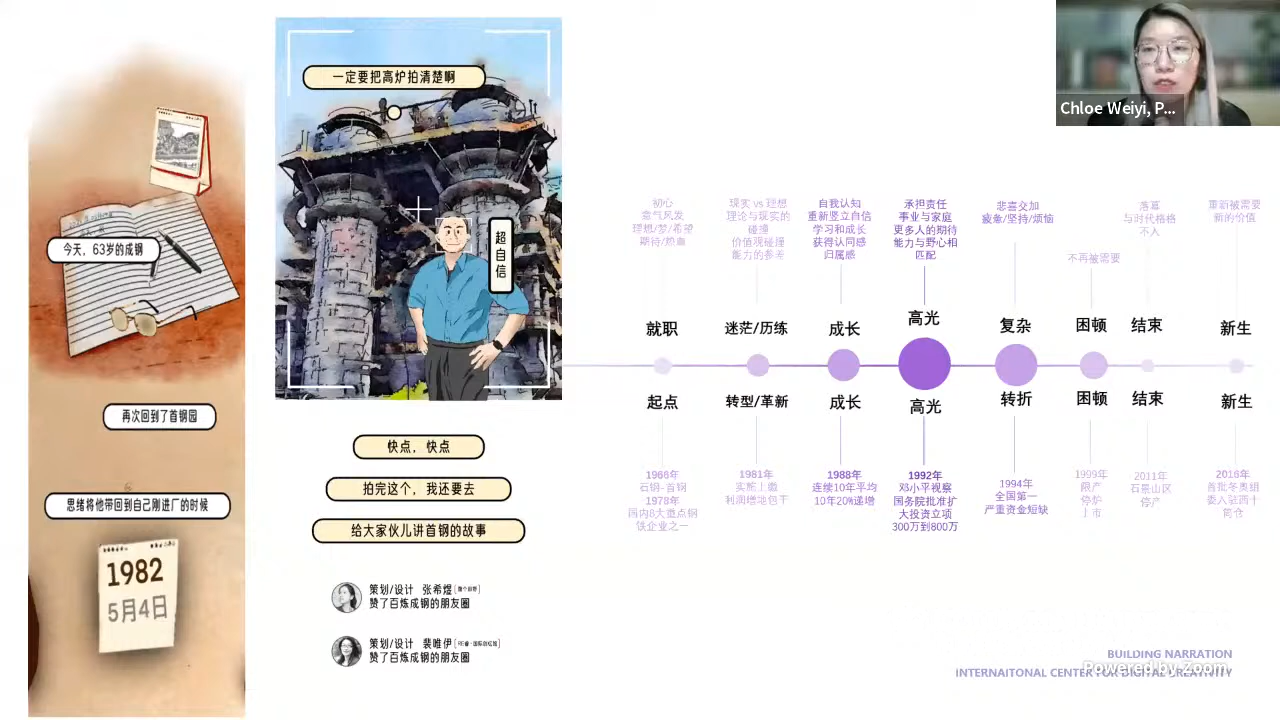 今天，63岁的成钢
再次回到了首钢园
思绪将他带回到自己刚进厂的时候
1982
5月4日
一定要把高炉拍清楚啊
超自信
快点，快点
拍完这个，我还要去
给大家伙儿讲首钢的故事
策划/设计 张希煜
赞了百炼成钢的朋友圈
策划/设计 裴唯伊
赞了百炼成钢的朋友圈
初心
意气风发
理想/梦/希望
期待/热血
现实 vs 理想
理论与现实的
碰撞
价值观碰撞
能力的参考
自我认知
重新竖立自信
学习和成长
获得认同感
归属感
承担责任
事业与家庭
更多人的期待
能力与野心相
匹配
悲喜交加
疲惫/坚持/烦恼
不再被需要
落幕
与时代格格
不入
重新被需要
新的价值
就职
迷茫/历练
成长
高光
复杂
困顿
结束
新生
起点
转型/革新
成长
高光
转折
困顿
结束
新生
石钢-首钢
1978年
国内8大重点钢
铁企业之一
1981年
实施上缴
利润增地包干
1988年
连续10年平均
10年20%递增
1992年
邓小平视察
国务院批准扩
大投资立项
300万到800万
1994年
全国第一
严重资金短缺
1999年
限产
停炉
上市
2011年
石景山区
停产
2016年
首批冬奥组
委入驻西十
筒仓
BUILDING NARRATION
INTERNAITONAL CENTER FOR DIGITAL CREATIVITY
Powered by Zoom
Chloe Weiyi, P...